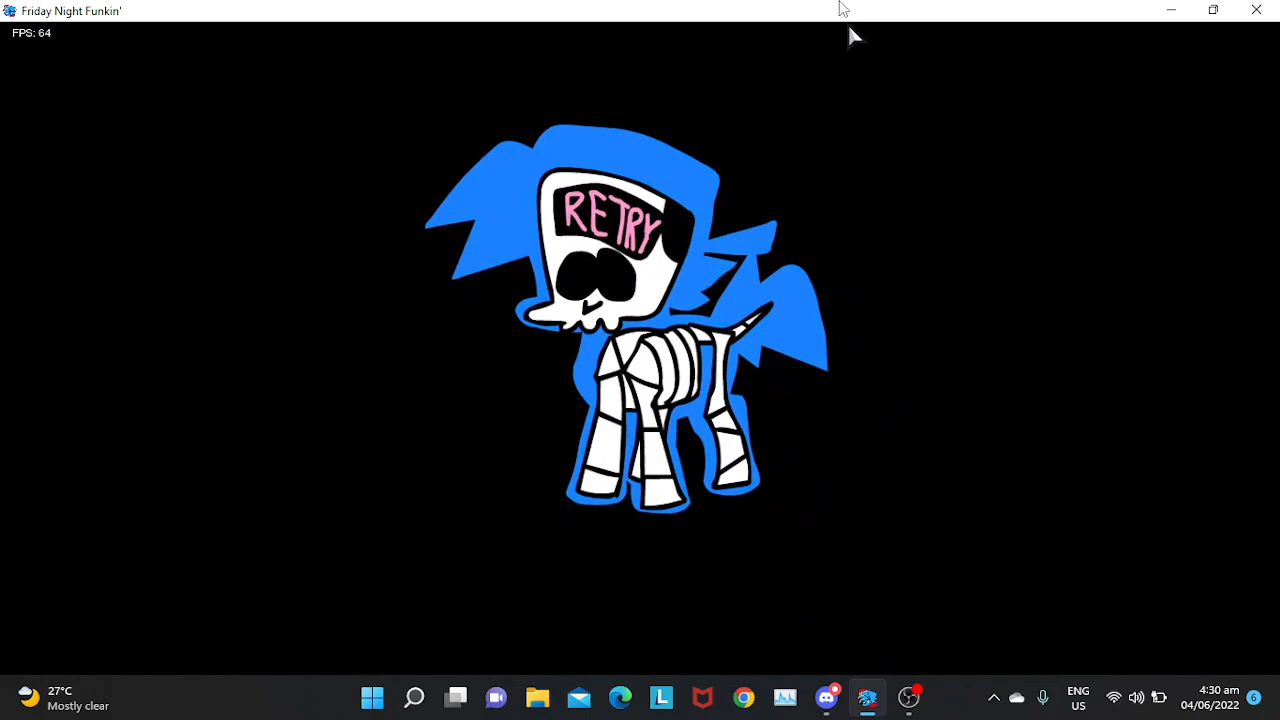 Friday Night Funkin'
FPS: 64
RETRY
27°C
Mostly clear
L
ENG
US
4:30 am
04/06/2022
6